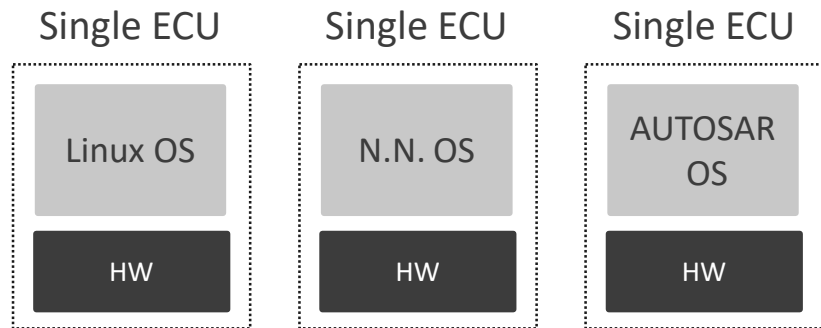 Single ECU
Single ECU
Single ECU
Linux OS
N.N. OS
AUTOSAR
OS
HW
HW
HW